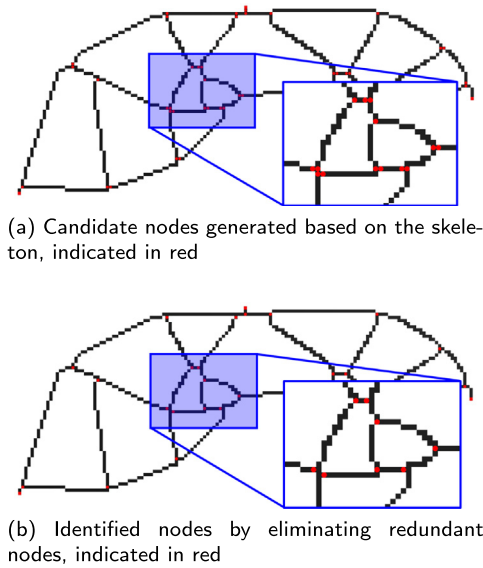 (a) Candidate nodes generated based on the skele-
ton, indicated in red
(b) Identified nodes by eliminating redundant
nodes, indicated in red